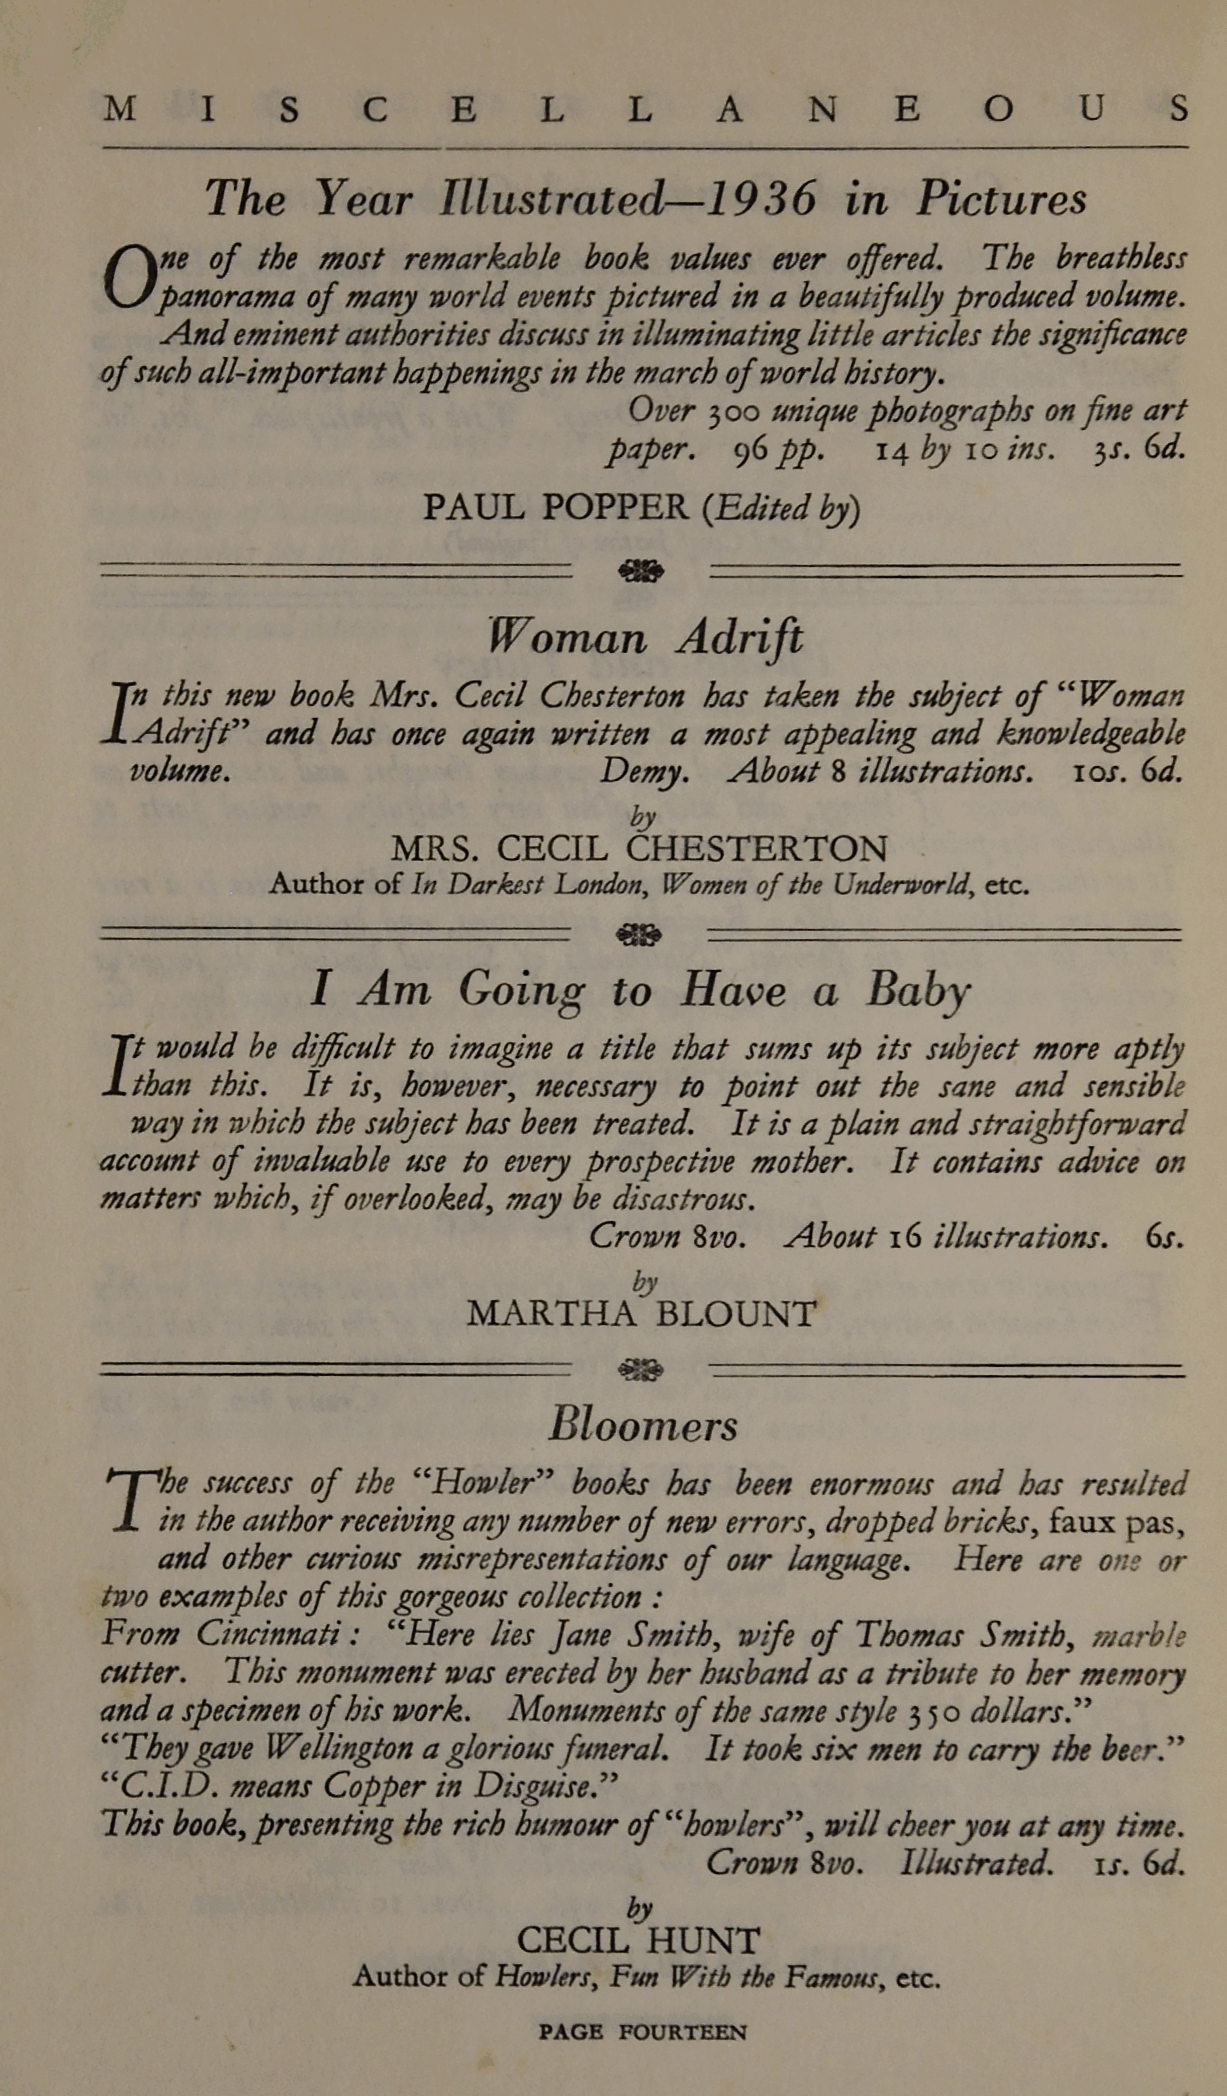 MISCELLANEOUS
The Year Illustrated—1936 in Pictures
One of the most remarkable book values ever offered. The breathless
panorama of many world events pictured in a beautifully produced volume.
And eminent authorities discuss in illuminating little articles the significance
of such all-important happenings in the march of world history.
Over 300 unique photographs on fine art
paper. 96 pp. 14 by 10 ins. 3s. 6d.
PAUL POPPER (Edited by)
Woman Adrift
In this new book Mrs. Cecil Chesterton has taken the subject of “Woman
Adrift” and has once again written a most appealing and knowledgeable
volume. Demy. About 8 illustrations. 10s. 6d.
by
MRS. CECIL CHESTERTON
Author of In Darkest London, Women of the Underworld, etc.
I Am Going to Have a Baby
It would be difficult to imagine a title that sums up its subject more aptly
than this. It is, however, necessary to point out the sane and sensible
way in which the subject has been treated. It is a plain and straightforward
account of invaluable use to every prospective mother. It contains advice on
matters which, if overlooked, may be disastrous.
Crown 8vo. About 16 illustrations. 6s.
by
MARTHA BLOUNT
Bloomers
The success of the “Howler” books has been enormous and has resulted
in the author receiving any number of new errors, dropped bricks, faux pas,
and other curious misrepresentations of our language. Here are one or
two examples of this gorgeous collection :
From Cincinnati : “Here lies Jane Smith, wife of Thomas Smith, marble
cutter. This monument was erected by her husband as a tribute to her memory
and a specimen of his work. Monuments of the same style 350 dollars.”
“They gave Wellington a glorious funeral. It took six men to carry the beer.”
“C.I.D. means Copper in Disguise.”
This book, presenting the rich humour of “howlers”, will cheer you at any time.
Crown 8vo. Illustrated. 1s. 6d.
by
CECIL HUNT
Author of Howlers, Fun With the Famous, etc.
PAGE FOURTEEN